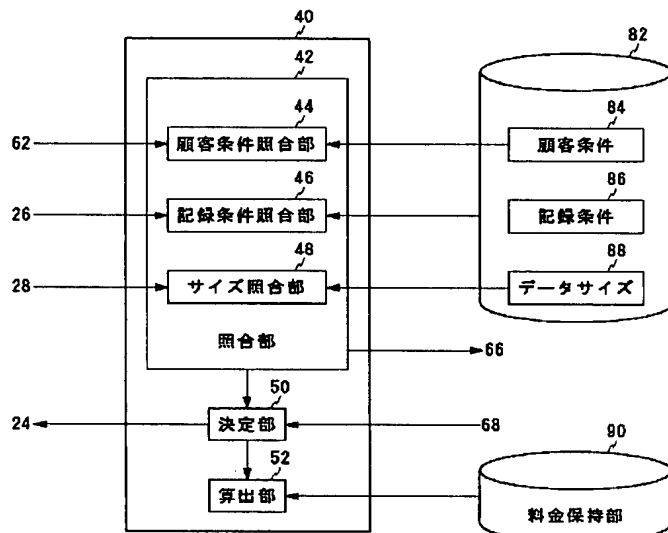 40
42
82
44
84
62
顧客条件照合部
顧客条件
46
86
26
記録条件照合部
記録条件
48
88
28
サイズ照合部
データサイズ
照合部
66
50
24
決定部
68
52
90
算出部
料金保持部